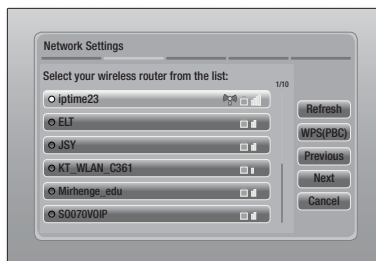 Network Settings
Select your wireless router from the list:
1/10
iptime23
ELT
JSY
KT_WLAN_C361
Mirhenge_edu
SO070VOIP
Refresh
WPS(PBC)
Previous
Next
Cancel